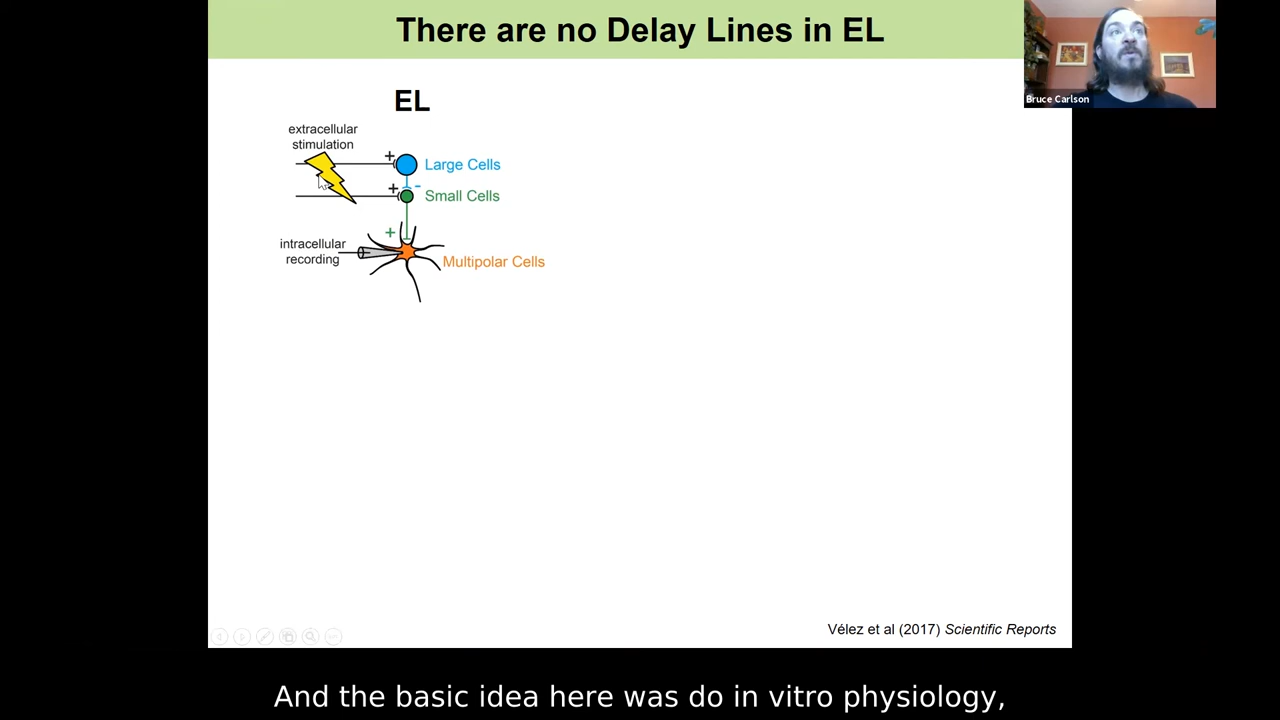 There are no Delay Lines in EL
Bruce Carlson
EL
extracellular
stimulation
+
Large Cells
-
+
Small Cells
+
intracellular
recording
Multipolar Cells
Vélez et al (2017) Scientific Reports
And the basic idea here was do in vitro physiology,